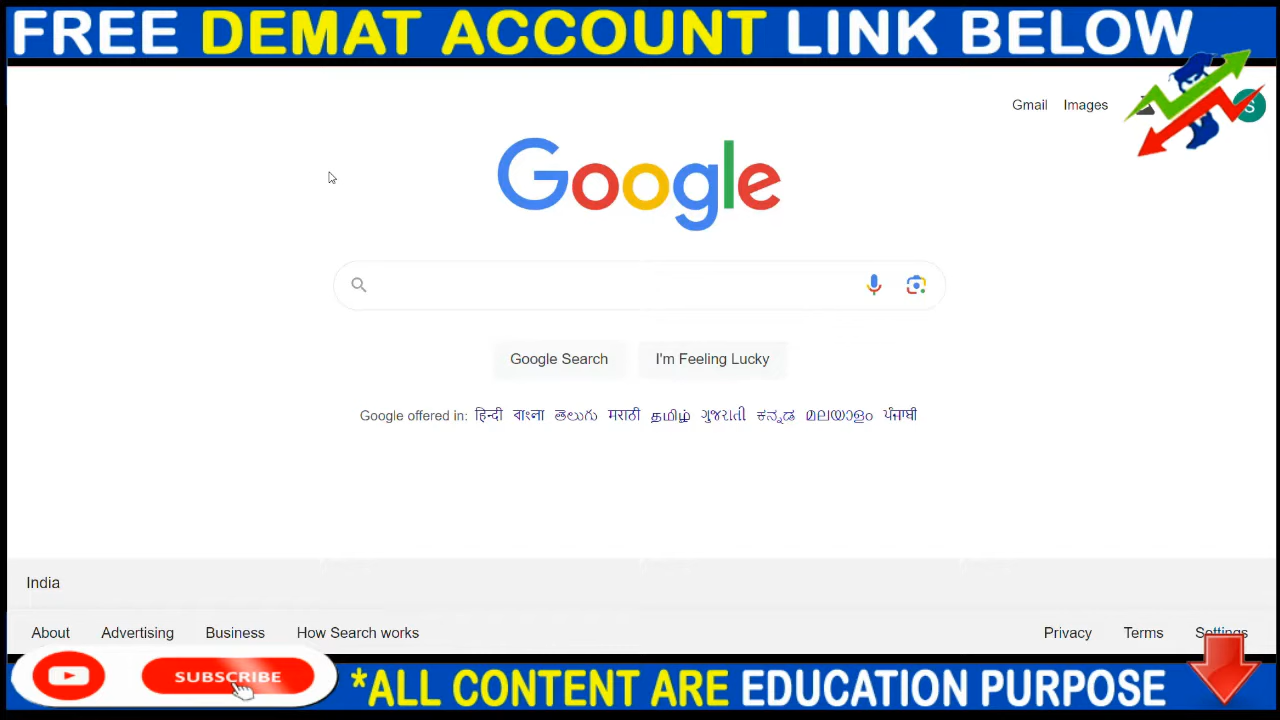 FREE DEMAT ACCOUNT LINK BELOW
Gmail Images
S
Google
Google Search I'm Feeling Lucky
Google offered in: हिन्दी বাংলা తెలుగు मराठी தமிழ் ગુજરાતી ಕನ್ನಡ മലയാളം ਪੰਜਾਬੀ
India
About Advertising Business How Search works Privacy Terms Settings
SUBSCRIBE
*ALL CONTENT ARE EDUCATION PURPOSE